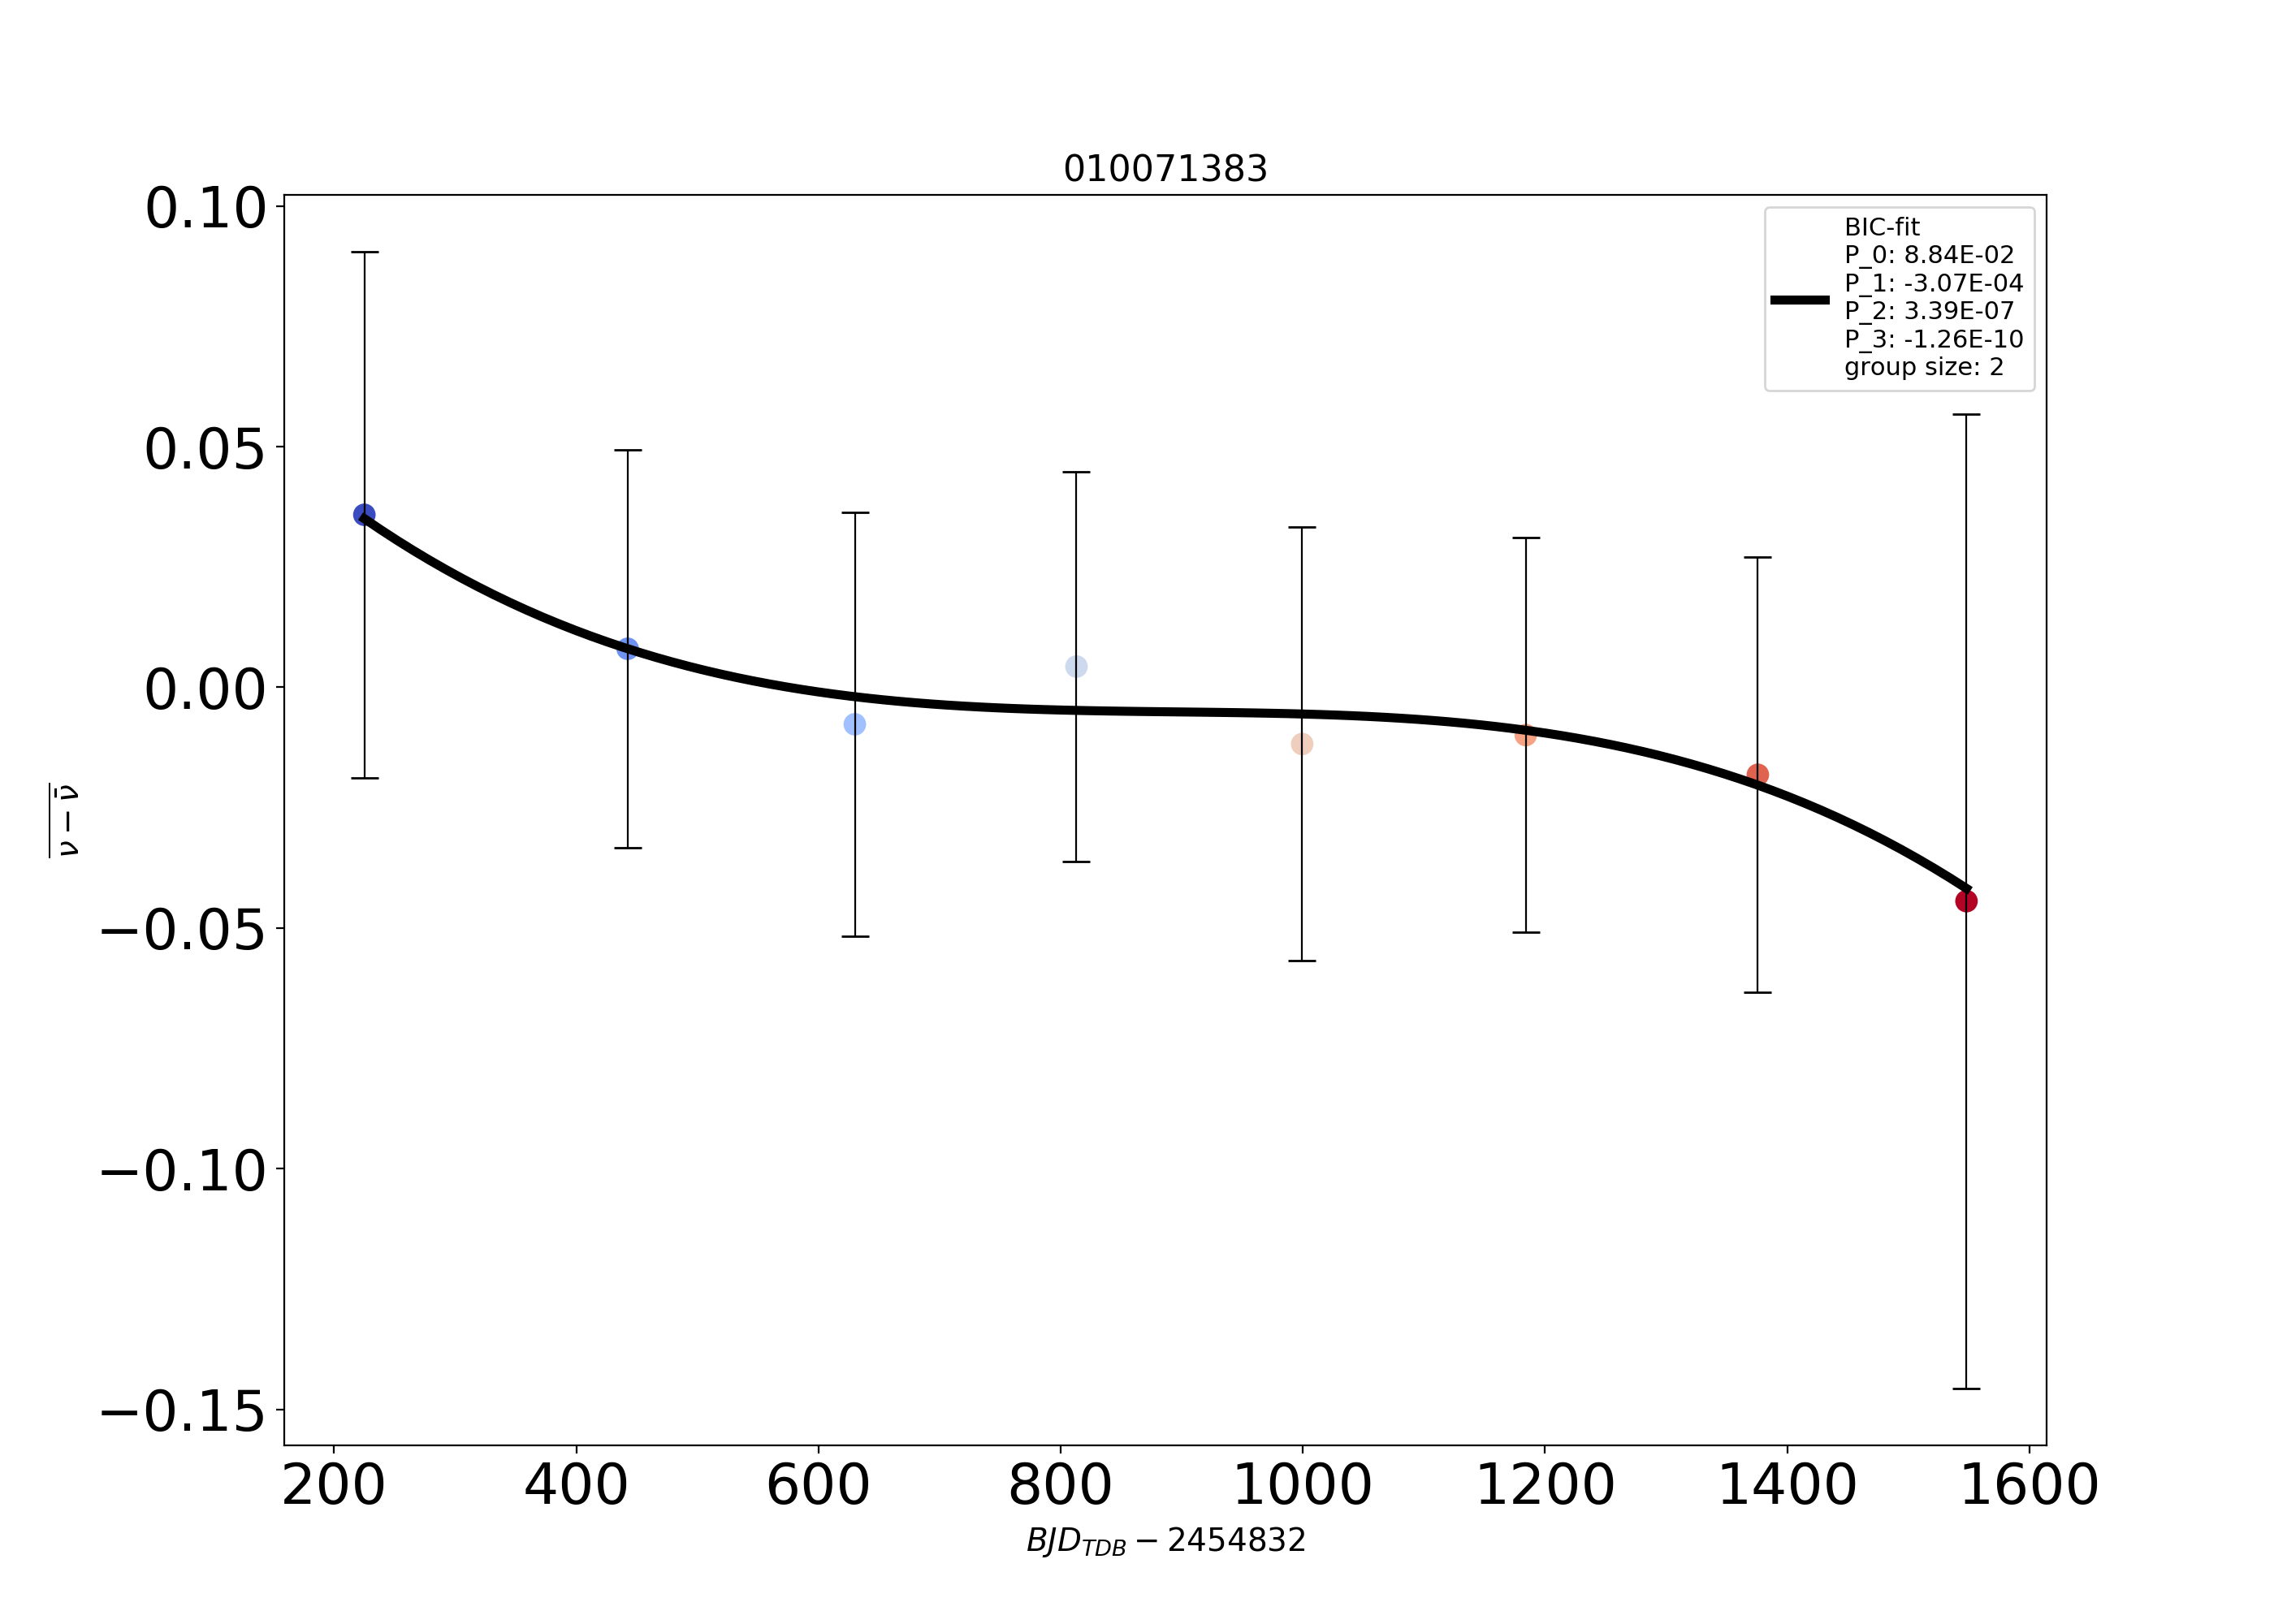 010071383
0.10
0.05
0.00
−0.05
−0.10
−0.15
BIC-fit
P_0: 8.84E-02
P_1: -3.07E-04
P_2: 3.39E-07
P_3: -1.26E-10
group size: 2
ν − ν̄
200 400 600 800 1000 1200 1400 1600
BJD_TDB − 2454832